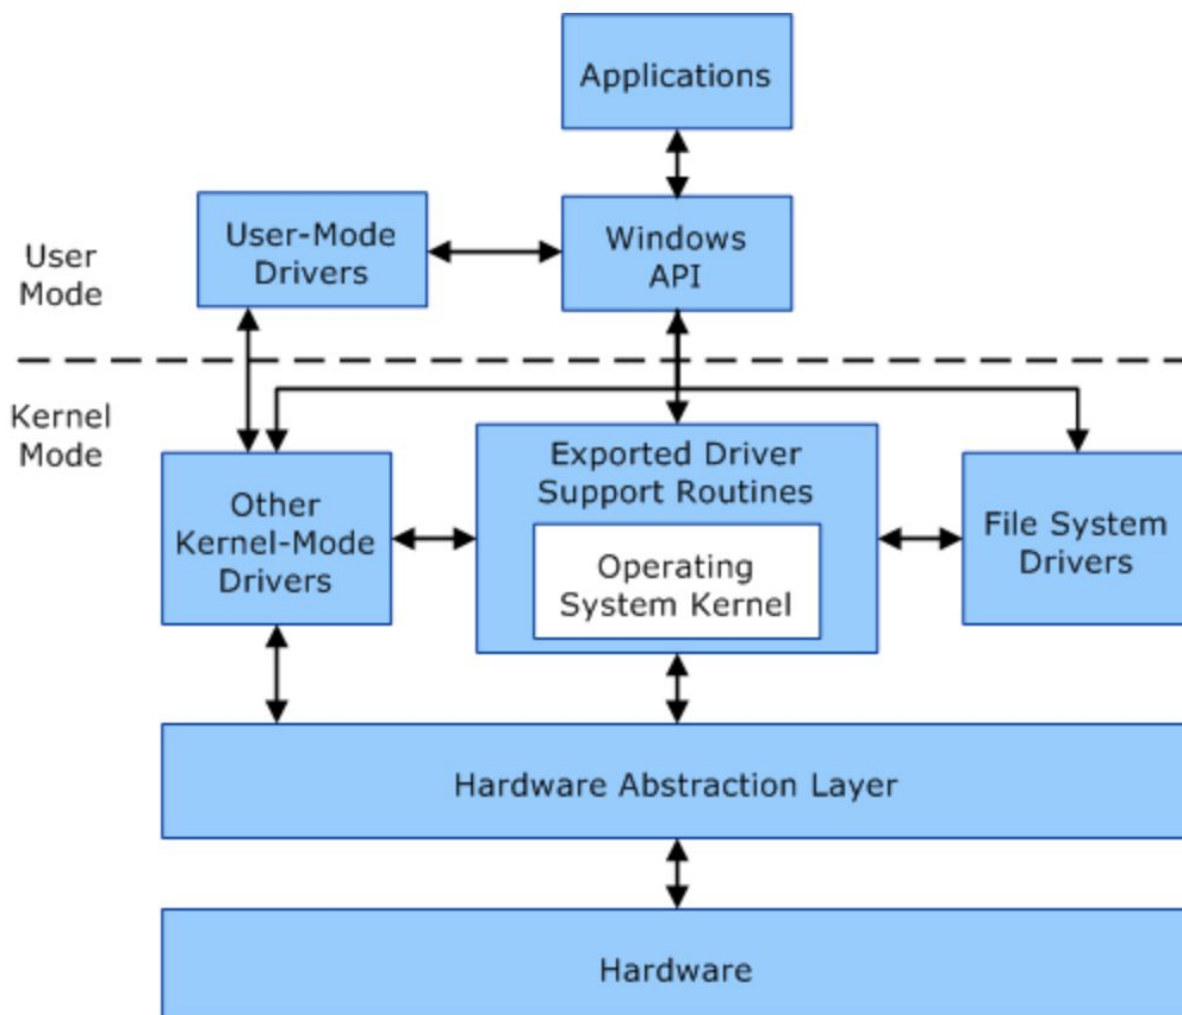 Applications
User-Mode
Drivers
Windows
API
User
Mode
Kernel
Mode
Other
Kernel-Mode
Drivers
Exported Driver
Support Routines
Operating
System Kernel
File System
Drivers
Hardware Abstraction Layer
Hardware